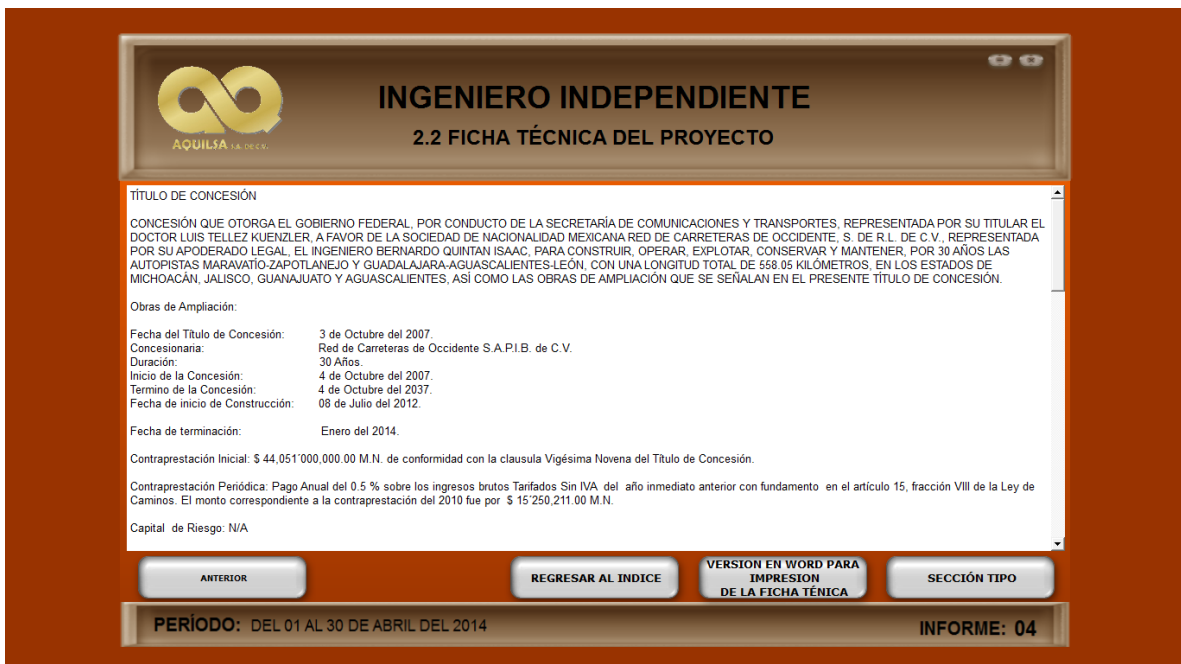 AQUILSA S.A. DE C.V.
INGENIERO INDEPENDIENTE
2.2 FICHA TÉCNICA DEL PROYECTO
TÍTULO DE CONCESIÓN
CONCESIÓN QUE OTORGA EL GOBIERNO FEDERAL, POR CONDUCTO DE LA SECRETARÍA DE COMUNICACIONES Y TRANSPORTES, REPRESENTADA POR SU TITULAR EL
DOCTOR LUIS TELLEZ KUENZLER, A FAVOR DE LA SOCIEDAD DE NACIONALIDAD MEXICANA RED DE CARRETERAS DE OCCIDENTE, S. DE R.L. DE C.V., REPRESENTADA
POR SU APODERADO LEGAL, EL INGENIERO BERNARDO QUINTAN ISAAC, PARA CONSTRUIR, OPERAR, EXPLOTAR, CONSERVAR Y MANTENER, POR 30 AÑOS LAS
AUTOPISTAS MARAVATÍO-ZAPOTLANEJO Y GUADALAJARA-AGUASCALIENTES-LEÓN, CON UNA LONGITUD TOTAL DE 558.05 KILÓMETROS, EN LOS ESTADOS DE
MICHOACÁN, JALISCO, GUANAJUATO Y AGUASCALIENTES, ASÍ COMO LAS OBRAS DE AMPLIACIÓN QUE SE SEÑALAN EN EL PRESENTE TÍTULO DE CONCESIÓN.
Obras de Ampliación:
Fecha del Título de Concesión: 3 de Octubre del 2007.
Concesionaria: Red de Carreteras de Occidente S.A.P.I.B. de C.V.
Duración: 30 Años.
Inicio de la Concesión: 4 de Octubre del 2007.
Termino de la Concesión: 4 de Octubre del 2037.
Fecha de inicio de Construcción: 08 de Julio del 2012.
Fecha de terminación: Enero del 2014.
Contraprestación Inicial: $ 44,051´000,000.00 M.N. de conformidad con la clausula Vigésima Novena del Título de Concesión.
Contraprestación Periódica: Pago Anual del 0.5 % sobre los ingresos brutos Tarifados Sin IVA del año inmediato anterior con fundamento en el artículo 15, fracción VIII de la Ley de
Caminos. El monto correspondiente a la contraprestación del 2010 fue por $ 15´250,211.00 M.N.
Capital de Riesgo: N/A
ANTERIOR
REGRESAR AL INDICE
VERSION EN WORD PARA
IMPRESION
DE LA FICHA TÉNICA
SECCIÓN TIPO
PERÍODO: DEL 01 AL 30 DE ABRIL DEL 2014
INFORME: 04